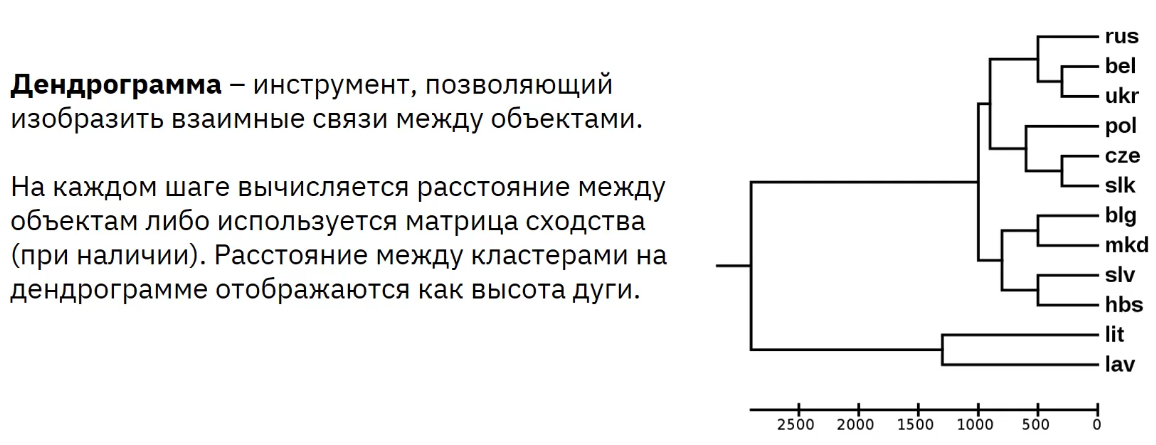 Дендрограмма – инструмент, позволяющий
изобразить взаимные связи между объектами.
На каждом шаге вычисляется расстояние между
объектам либо используется матрица сходства
(при наличии). Расстояние между кластерами на
дендрограмме отображаются как высота дуги.
rus
bel
ukr
pol
cze
slk
blg
mkd
slv
hbs
lit
lav
2500 2000 1500 1000 500 0